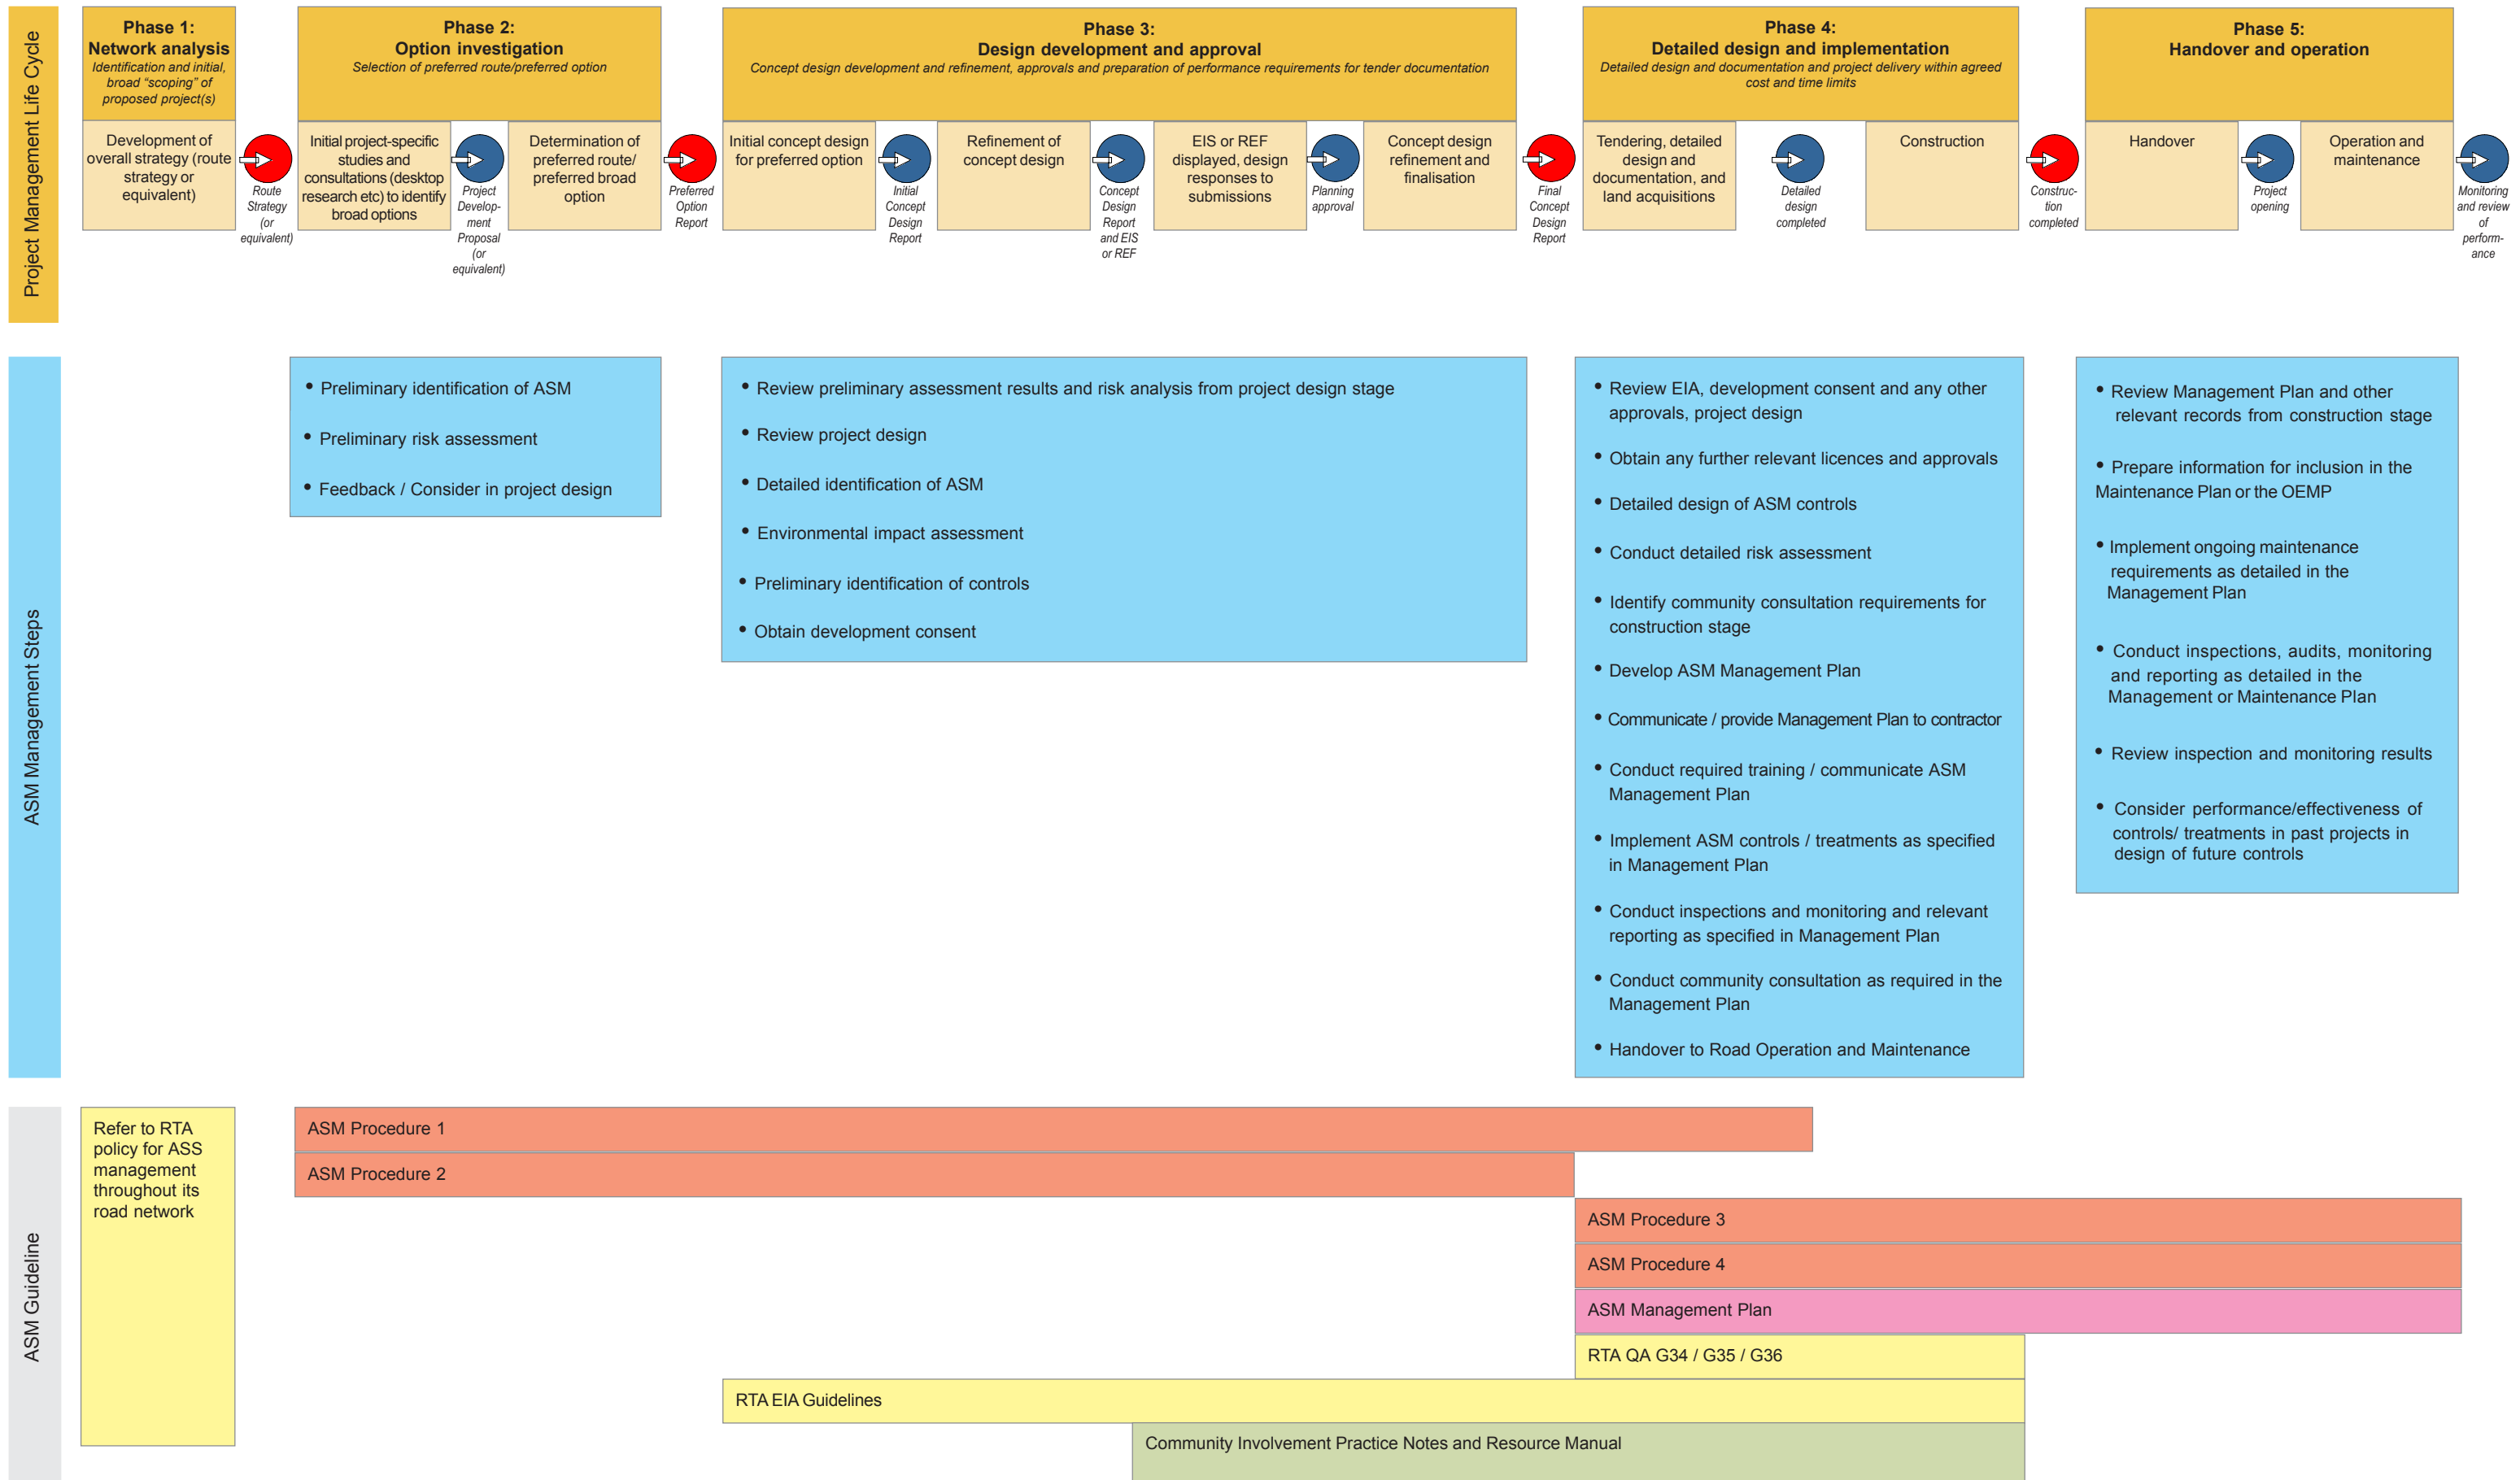 Project Management Life Cycle
Phase 1:
Network analysis
Identification and initial,
broad “scoping” of
proposed project(s)
Phase 2:
Option investigation
Selection of preferred route/preferred option
Phase 3:
Design development and approval
Concept design development and refinement, approvals and preparation of performance requirements for tender documentation
Phase 4:
Detailed design and implementation
Detailed design and documentation and project delivery within agreed
cost and time limits
Phase 5:
Handover and operation
Development of
overall strategy (route
strategy or
equivalent)
Route
Strategy
(or
equivalent)
Initial project-specific
studies and
consultations (desktop
research etc) to identify
broad options
Project
Develop-
ment
Proposal
(or
equivalent)
Determination of
preferred route/
preferred broad
option
Preferred
Option
Report
Initial concept design
for preferred option
Initial
Concept
Design
Report
Refinement of
concept design
Concept
Design
Report
and EIS
or REF
EIS or REF
displayed, design
responses to
submissions
Planning
approval
Concept design
refinement and
finalisation
Final
Concept
Design
Report
Tendering, detailed
design and
documentation, and
land acquisitions
Detailed
design
completed
Construction
Construc-
tion
completed
Handover
Project
opening
Operation and
maintenance
Monitoring
and review
of
perform-
ance
ASM Management Steps
• Preliminary identification of ASM
• Preliminary risk assessment
• Feedback / Consider in project design
• Review preliminary assessment results and risk analysis from project design stage
• Review project design
• Detailed identification of ASM
• Environmental impact assessment
• Preliminary identification of controls
• Obtain development consent
• Review EIA, development consent and any other
approvals, project design
• Obtain any further relevant licences and approvals
• Detailed design of ASM controls
• Conduct detailed risk assessment
• Identify community consultation requirements for
construction stage
• Develop ASM Management Plan
• Communicate / provide Management Plan to contractor
• Conduct required training / communicate ASM
Management Plan
• Implement ASM controls / treatments as specified
in Management Plan
• Conduct inspections and monitoring and relevant
reporting as specified in Management Plan
• Conduct community consultation as required in the
Management Plan
• Handover to Road Operation and Maintenance
• Review Management Plan and other
relevant records from construction stage
• Prepare information for inclusion in the
Maintenance Plan or the OEMP
• Implement ongoing maintenance
requirements as detailed in the
Management Plan
• Conduct inspections, audits, monitoring
and reporting as detailed in the
Management or Maintenance Plan
• Review inspection and monitoring results
• Consider performance/effectiveness of
controls/ treatments in past projects in
design of future controls
ASM Guideline
Refer to RTA
policy for ASS
management
throughout its
road network
ASM Procedure 1
ASM Procedure 2
ASM Procedure 3
ASM Procedure 4
ASM Management Plan
RTA QA G34 / G35 / G36
RTA EIA Guidelines
Community Involvement Practice Notes and Resource Manual